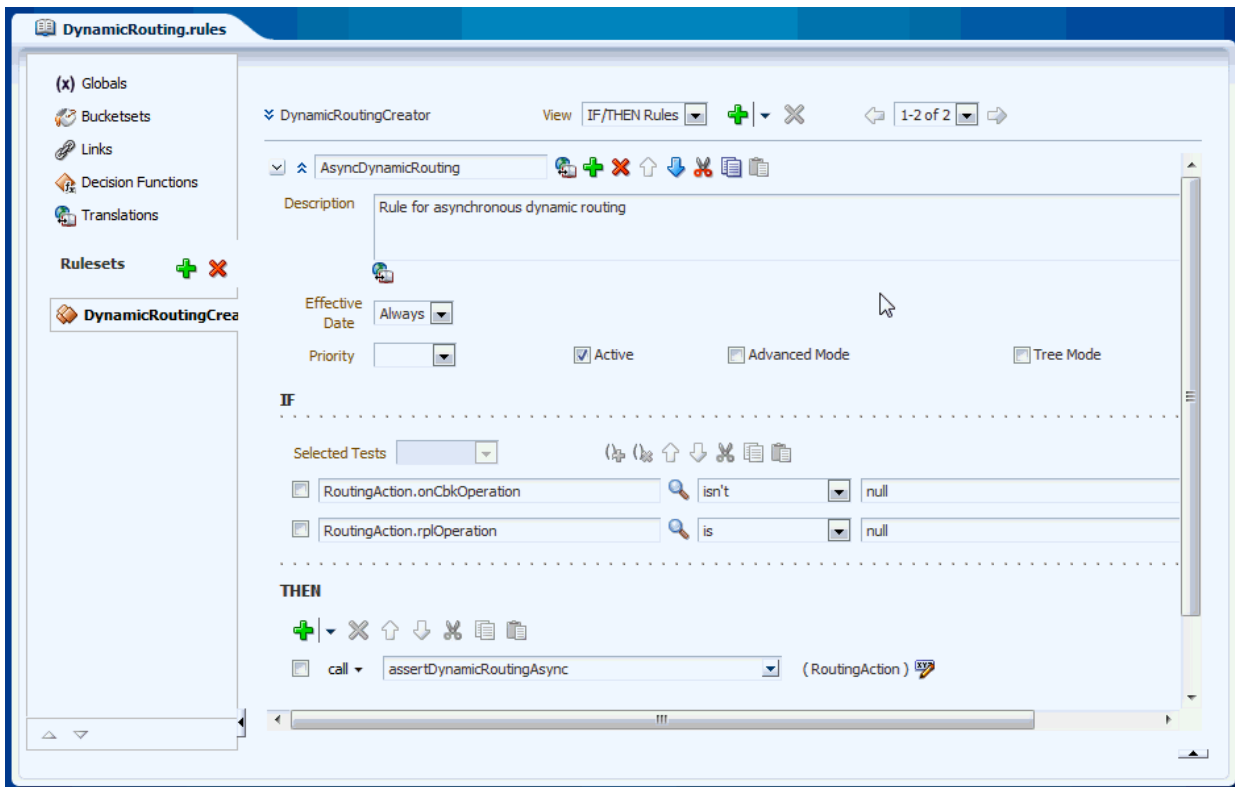 DynamicRouting.rules
(x) Globals
Bucketsets
Links
Decision Functions
Translations
Rulesets
DynamicRoutingCrea
DynamicRoutingCreator View IF/THEN Rules 1-2 of 2
AsyncDynamicRouting
Description Rule for asynchronous dynamic routing
Effective Date Always
Priority Active Advanced Mode Tree Mode
IF
Selected Tests
RoutingAction.onCbkOperation isn't null
RoutingAction.rplOperation is null
THEN
call assertDynamicRoutingAsync ( RoutingAction )